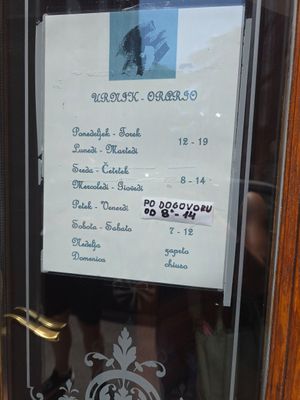 URNIK - ORARIO
Ponedeljek - Torek
Lunedi - Martedi
12 - 19
Sreda - Četrtek
Mercoledi - Giovedi
8 - 14
Petek - Venerdi
PO DOGOVORU
OD 8°° - 14
Sobota - Sabato
7 - 12
Nedelja
zaprto
Domenica
chiuso